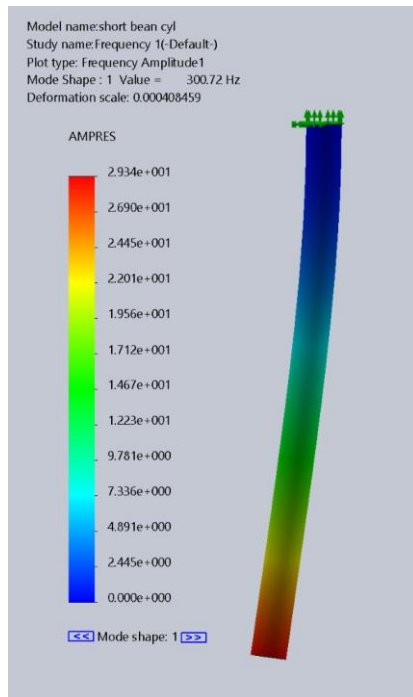 Model name:short bean cyl
Study name:Frequency 1(-Default-)
Plot type: Frequency Amplitude1
Mode Shape : 1 Value = 300.72 Hz
Deformation scale: 0.000408459
AMPRES
2.934e+001
2.690e+001
2.445e+001
2.201e+001
1.956e+001
1.712e+001
1.467e+001
1.223e+001
9.781e+000
7.336e+000
4.891e+000
2.445e+000
0.000e+000
<< Mode shape: 1 >>